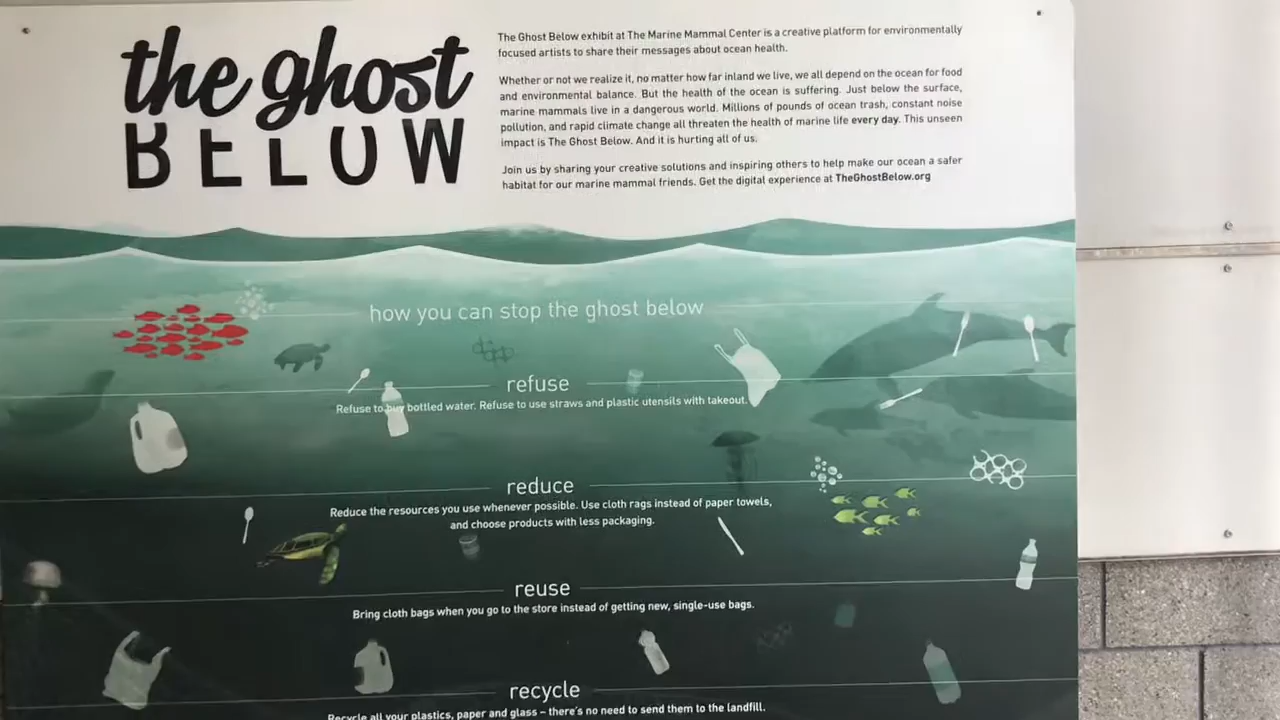 the ghost
BELOW
The Ghost Below exhibit at The Marine Mammal Center is a creative platform for environmentally
focused artists to share their messages about ocean health.
Whether or not we realize it, no matter how far inland we live, we all depend on the ocean for food
and environmental balance. But the health of the ocean is suffering. Just below the surface,
marine mammals live in a dangerous world. Millions of pounds of ocean trash, constant noise
pollution, and rapid climate change all threaten the health of marine life every day. This unseen
impact is The Ghost Below. And it is hurting all of us.
Join us by sharing your creative solutions and inspiring others to help make our ocean a safer
habitat for our marine mammal friends. Get the digital experience at TheGhostBelow.org
how you can stop the ghost below
refuse
Refuse to buy bottled water. Refuse to use straws and plastic utensils with takeout.
reduce
Reduce the resources you use whenever possible. Use cloth rags instead of paper towels,
and choose products with less packaging.
reuse
Bring cloth bags when you go to the store instead of getting new, single-use bags.
recycle
Recycle all your plastics, paper and glass – there's no need to send them to the landfill.